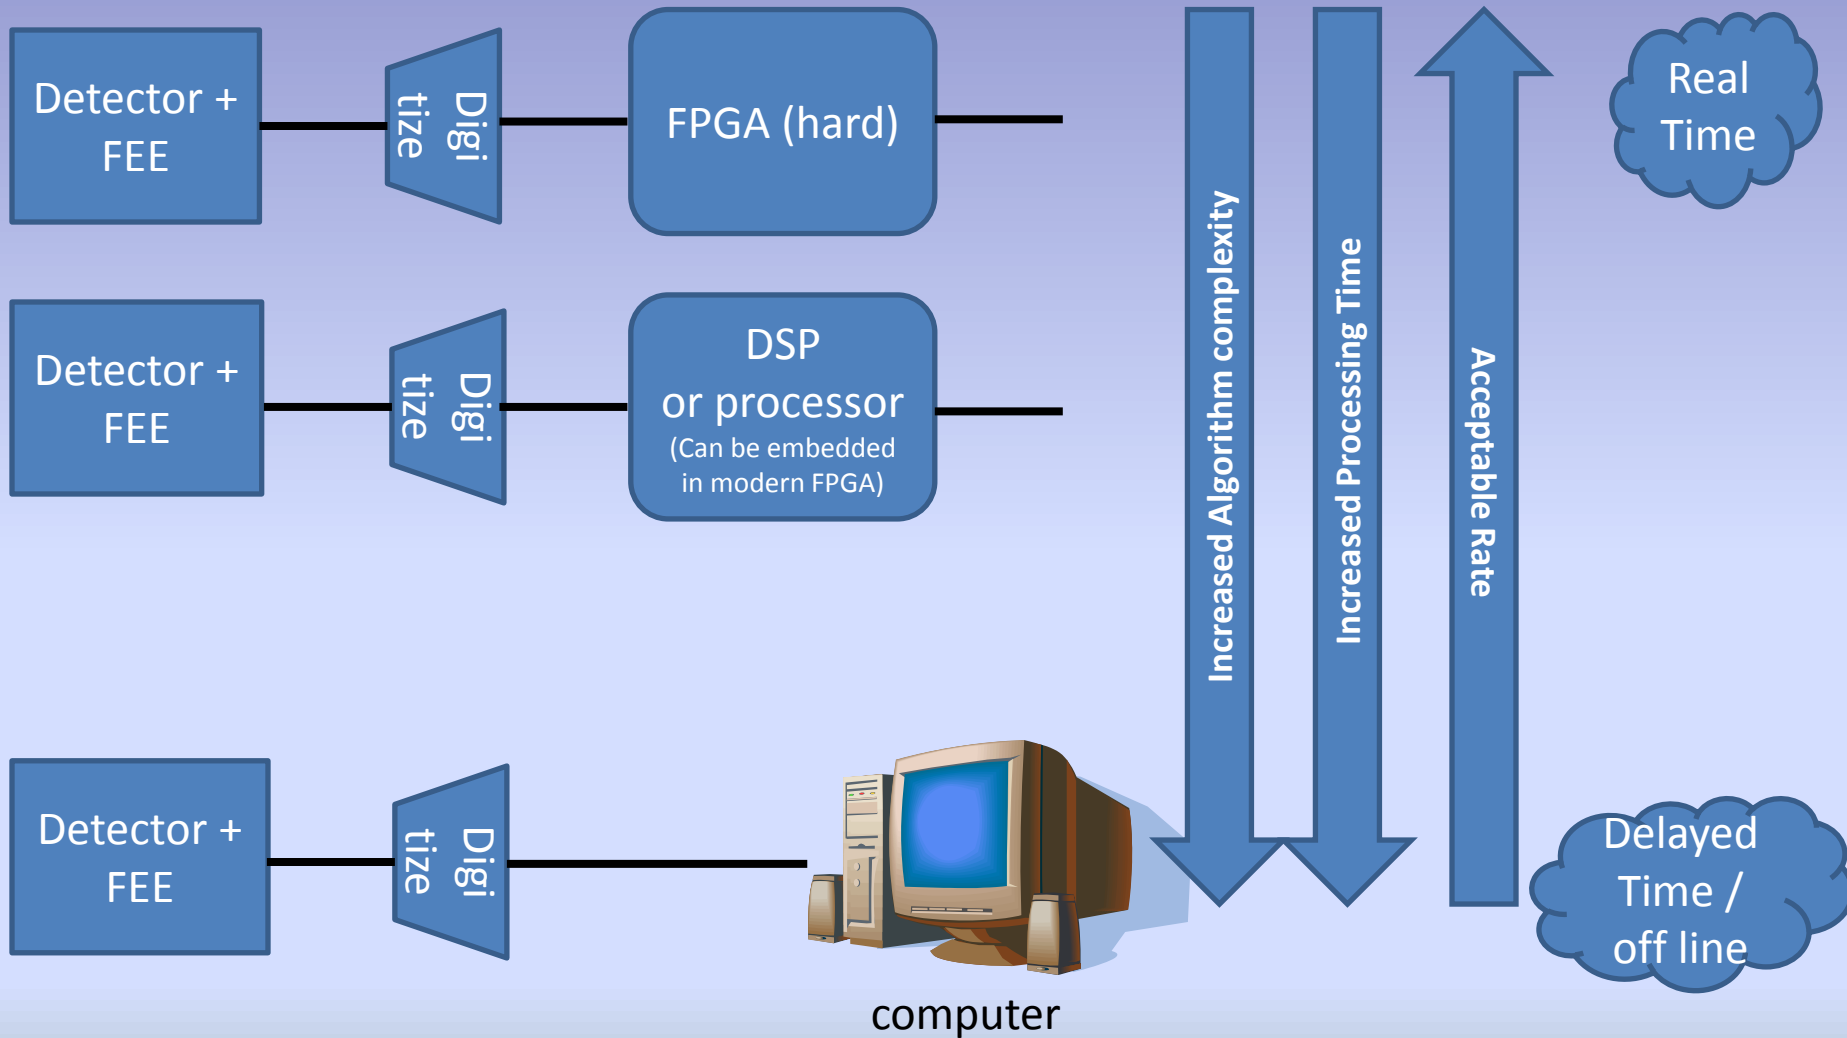 Detector +
FEE
Digi
tize
FPGA (hard)
Real
Time
Detector +
FEE
Digi
tize
DSP
or processor
(Can be embedded
in modern FPGA)
Increased Algorithm complexity
Increased Processing Time
Acceptable Rate
Detector +
FEE
Digi
tize
computer
Delayed
Time /
off line